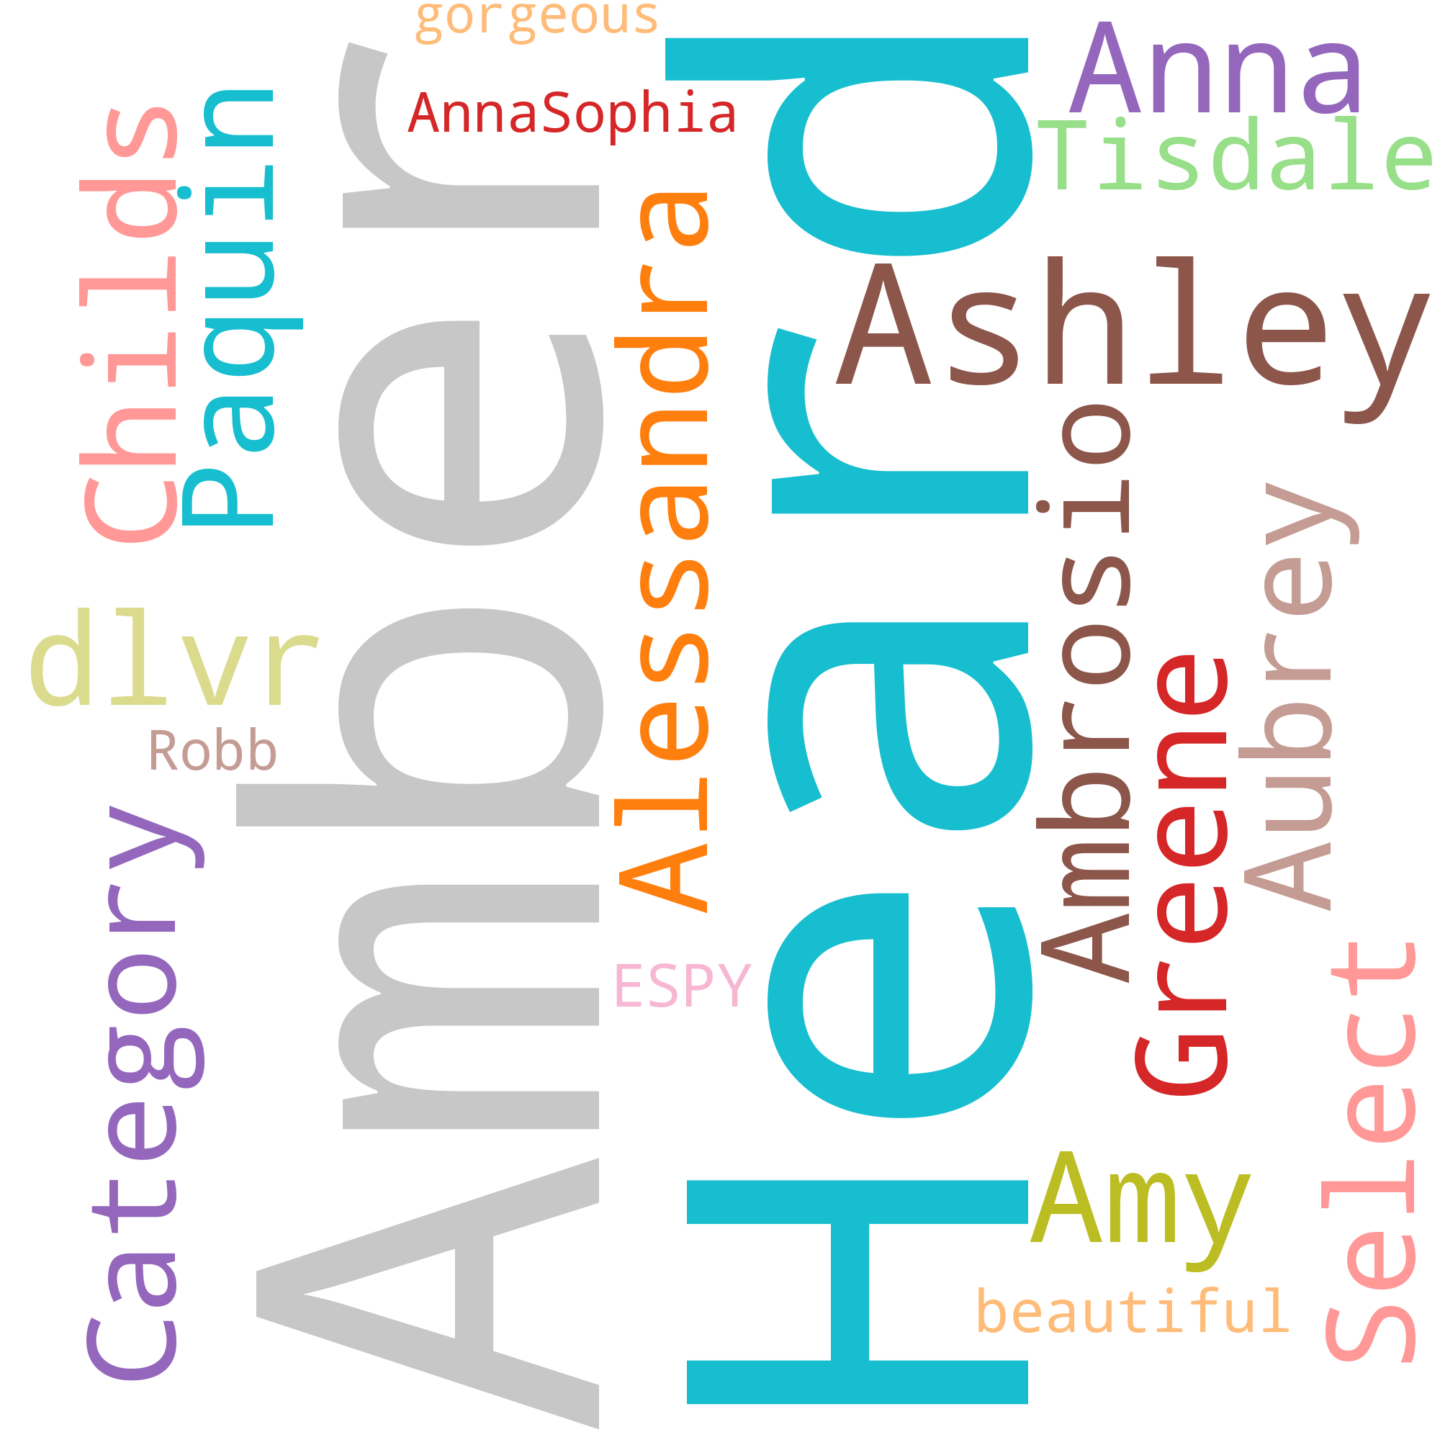 gorgeous
AnnaSophia
Anna
Tisdale
Childs
Paquin
Amber
Alessandra
Heard
Ashley
Ambrosio
Aubrey
Greene
dlvr
Robb
Category
ESPY
Select
Amy
beautiful